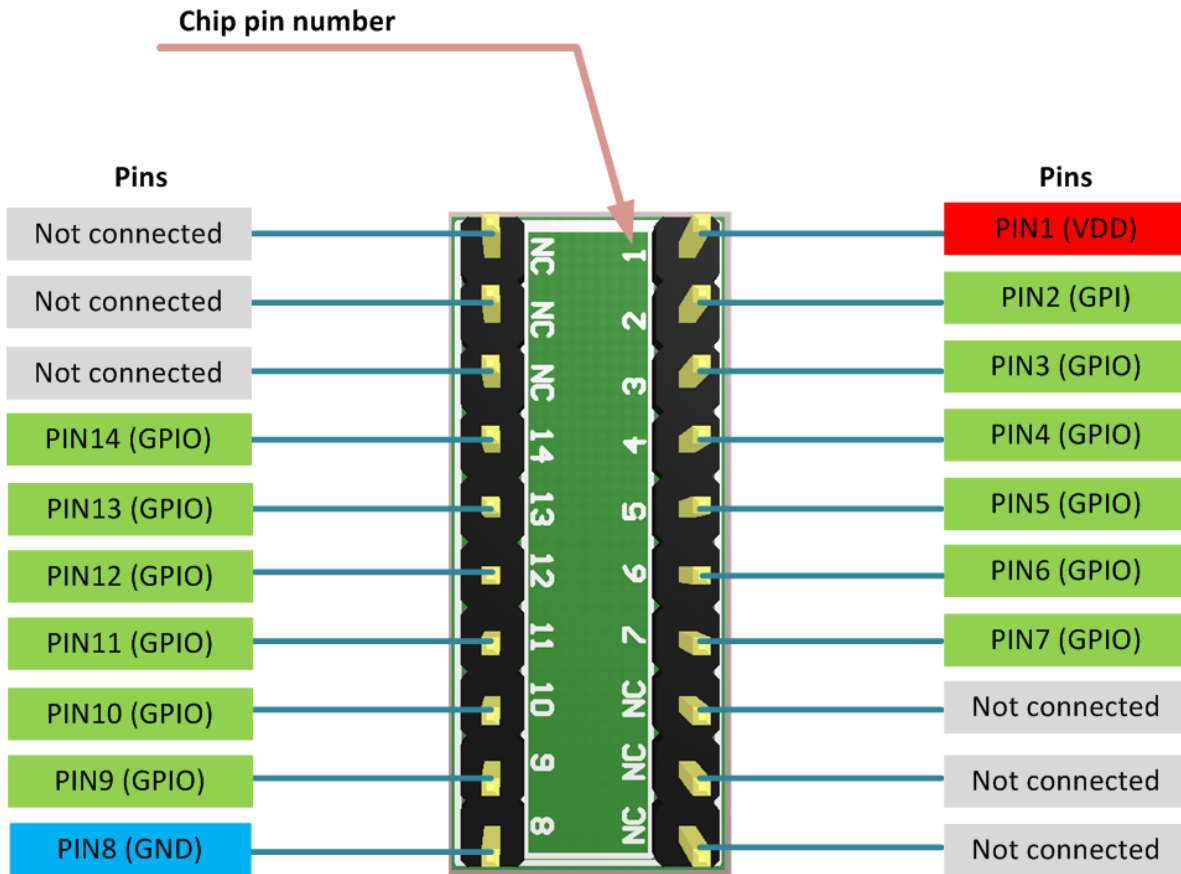 Chip pin number
Pins
Not connected
Not connected
Not connected
PIN14 (GPIO)
PIN13 (GPIO)
PIN12 (GPIO)
PIN11 (GPIO)
PIN10 (GPIO)
PIN9 (GPIO)
PIN8 (GND)
NC
NC
NC
14
13
12
11
10
9
8
1
2
3
4
5
6
7
NC
NC
NC
Pins
PIN1 (VDD)
PIN2 (GPI)
PIN3 (GPIO)
PIN4 (GPIO)
PIN5 (GPIO)
PIN6 (GPIO)
PIN7 (GPIO)
Not connected
Not connected
Not connected